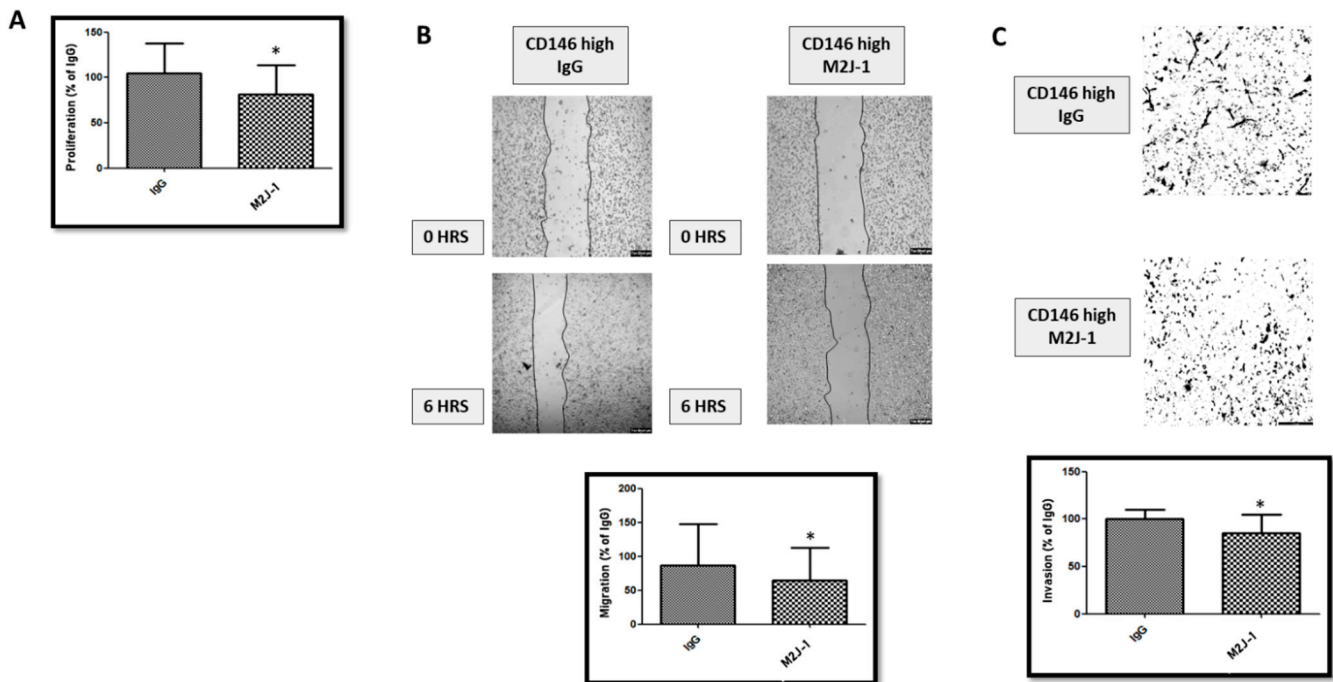 A
Proliferation (% of IgG)
150
100
50
0
*
IgG
M2J-1
B
CD146 high
IgG
CD146 high
M2J-1
0 HRS
0 HRS
6 HRS
6 HRS
Migration (% of IgG)
200
150
100
50
0
*
IgG
M2J-1
C
CD146 high
IgG
CD146 high
M2J-1
Invasion (% of IgG)
150
100
50
0
*
IgG
M2J-1